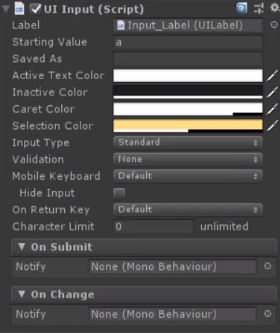 UI Input (Script)
Label Input_Label (UILabel)
Starting Value a
Saved As
Active Text Color
Inactive Color
Caret Color
Selection Color
Input Type Standard
Validation None
Mobile Keyboard Default
Hide Input
On Return Key Default
Character Limit 0 unlimited
On Submit
Notify None (Mono Behaviour)
On Change
Notify None (Mono Behaviour)